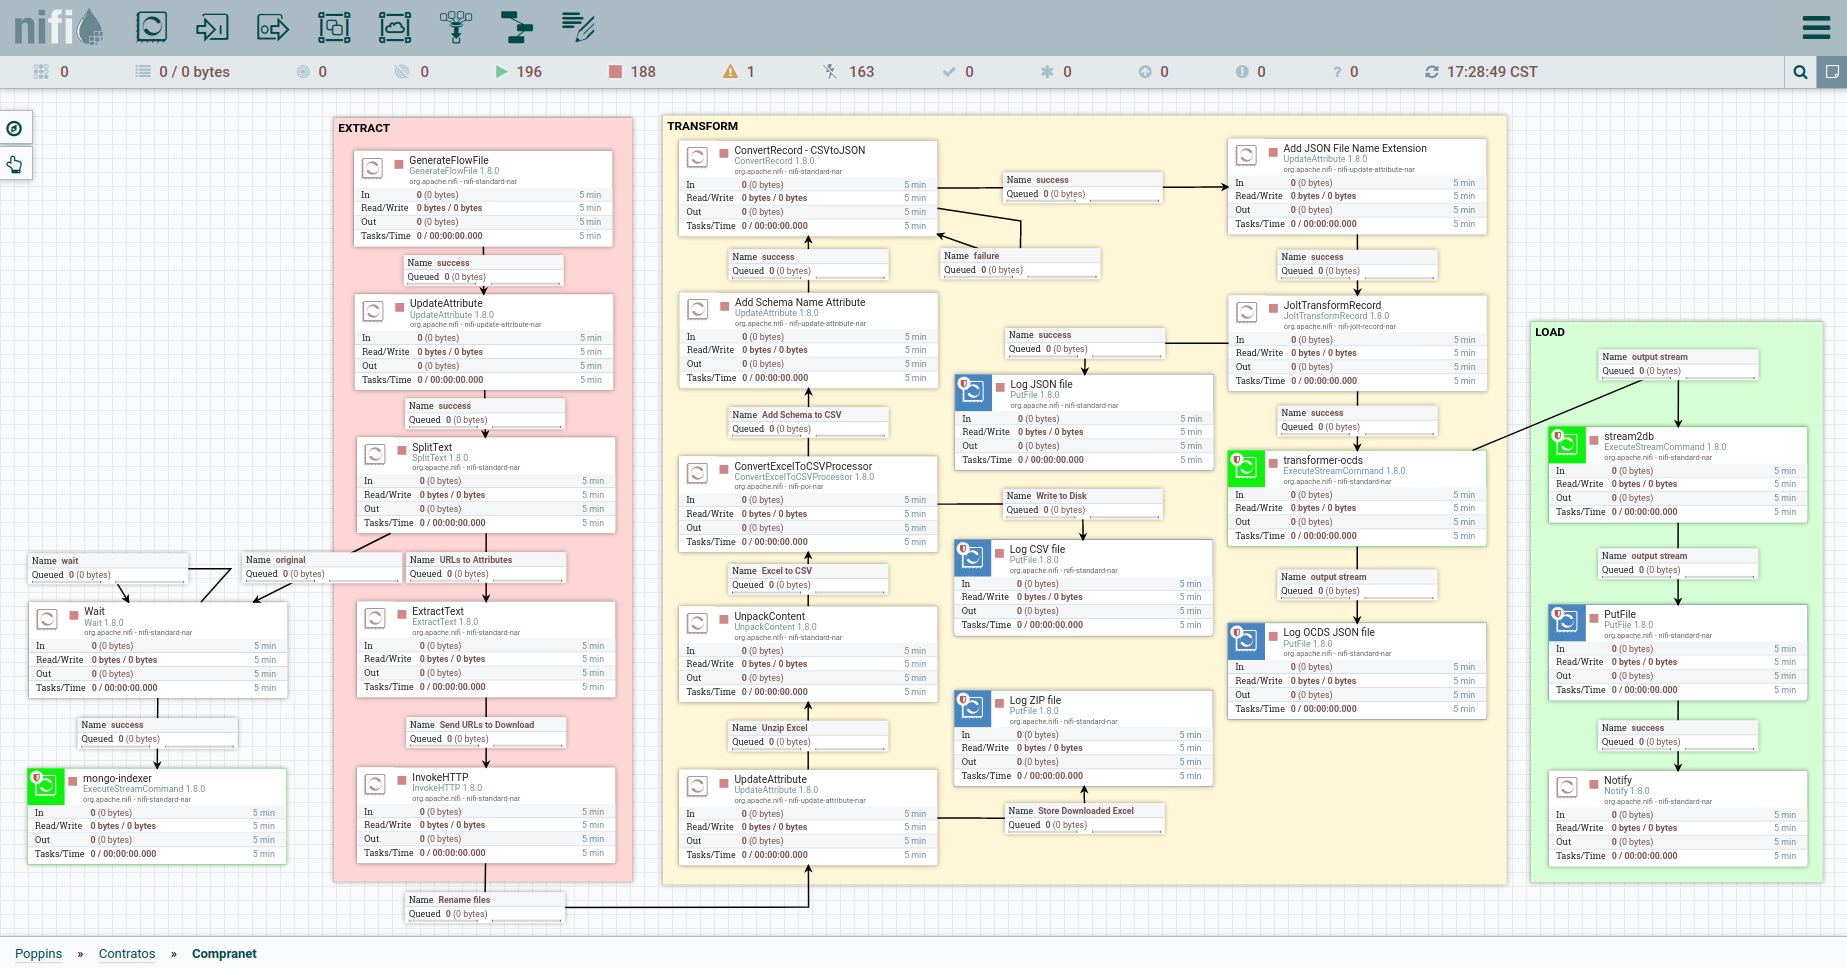 nifi
0
0 / 0 bytes
0
0
196
188
1
163
0
0
0
0
0
17:28:49 CST
EXTRACT
GenerateFlowFile
GenerateFlowFile 1.8.0
org.apache.nifi - nifi-standard-nar
In 0 (0 bytes) 5 min
Read/Write 0 bytes / 0 bytes 5 min
Out 0 (0 bytes) 5 min
Tasks/Time 0 / 00:00:00.000 5 min
Name success
Queued 0 (0 bytes)
UpdateAttribute
UpdateAttribute 1.8.0
org.apache.nifi - nifi-update-attribute-nar
In 0 (0 bytes) 5 min
Read/Write 0 bytes / 0 bytes 5 min
Out 0 (0 bytes) 5 min
Tasks/Time 0 / 00:00:00.000 5 min
Name success
Queued 0 (0 bytes)
SplitText
SplitText 1.8.0
org.apache.nifi - nifi-standard-nar
In 0 (0 bytes) 5 min
Read/Write 0 bytes / 0 bytes 5 min
Out 0 (0 bytes) 5 min
Tasks/Time 0 / 00:00:00.000 5 min
Name wait
Queued 0 (0 bytes)
Name original
Queued 0 (0 bytes)
Name URLs to Attributes
Queued 0 (0 bytes)
Wait
Wait 1.8.0
org.apache.nifi - nifi-standard-nar
In 0 (0 bytes) 5 min
Read/Write 0 bytes / 0 bytes 5 min
Out 0 (0 bytes) 5 min
Tasks/Time 0 / 00:00:00.000 5 min
Name success
Queued 0 (0 bytes)
mongo-indexer
ExecuteStreamCommand 1.8.0
org.apache.nifi - nifi-standard-nar
In 0 (0 bytes) 5 min
Read/Write 0 bytes / 0 bytes 5 min
Out 0 (0 bytes) 5 min
Tasks/Time 0 / 00:00:00.000 5 min
ExtractText
ExtractText 1.8.0
org.apache.nifi - nifi-standard-nar
In 0 (0 bytes) 5 min
Read/Write 0 bytes / 0 bytes 5 min
Out 0 (0 bytes) 5 min
Tasks/Time 0 / 00:00:00.000 5 min
Name Send URLs to Download
Queued 0 (0 bytes)
InvokeHTTP
InvokeHTTP 1.8.0
org.apache.nifi - nifi-standard-nar
In 0 (0 bytes) 5 min
Read/Write 0 bytes / 0 bytes 5 min
Out 0 (0 bytes) 5 min
Tasks/Time 0 / 00:00:00.000 5 min
Name Rename files
Queued 0 (0 bytes)
TRANSFORM
ConvertRecord - CSVtoJSON
ConvertRecord 1.8.0
org.apache.nifi - nifi-standard-nar
In 0 (0 bytes) 5 min
Read/Write 0 bytes / 0 bytes 5 min
Out 0 (0 bytes) 5 min
Tasks/Time 0 / 00:00:00.000 5 min
Name success
Queued 0 (0 bytes)
Add Schema Name Attribute
UpdateAttribute 1.8.0
org.apache.nifi - nifi-update-attribute-nar
In 0 (0 bytes) 5 min
Read/Write 0 bytes / 0 bytes 5 min
Out 0 (0 bytes) 5 min
Tasks/Time 0 / 00:00:00.000 5 min
Name Add Schema to CSV
Queued 0 (0 bytes)
ConvertExcelToCSVProcessor
ConvertExcelToCSVProcessor 1.8.0
org.apache.nifi - nifi-poi-nar
In 0 (0 bytes) 5 min
Read/Write 0 bytes / 0 bytes 5 min
Out 0 (0 bytes) 5 min
Tasks/Time 0 / 00:00:00.000 5 min
Name Excel to CSV
Queued 0 (0 bytes)
UnpackContent
UnpackContent 1.8.0
org.apache.nifi - nifi-standard-nar
In 0 (0 bytes) 5 min
Read/Write 0 bytes / 0 bytes 5 min
Out 0 (0 bytes) 5 min
Tasks/Time 0 / 00:00:00.000 5 min
Name Unzip Excel
Queued 0 (0 bytes)
UpdateAttribute
UpdateAttribute 1.8.0
org.apache.nifi - nifi-update-attribute-nar
In 0 (0 bytes) 5 min
Read/Write 0 bytes / 0 bytes 5 min
Out 0 (0 bytes) 5 min
Tasks/Time 0 / 00:00:00.000 5 min
Name success
Queued 0 (0 bytes)
Name failure
Queued 0 (0 bytes)
Name success
Queued 0 (0 bytes)
Log JSON file
PutFile 1.8.0
org.apache.nifi - nifi-standard-nar
In 0 (0 bytes) 5 min
Read/Write 0 bytes / 0 bytes 5 min
Out 0 (0 bytes) 5 min
Tasks/Time 0 / 00:00:00.000 5 min
Name Write to Disk
Queued 0 (0 bytes)
Log CSV file
PutFile 1.8.0
org.apache.nifi - nifi-standard-nar
In 0 (0 bytes) 5 min
Read/Write 0 bytes / 0 bytes 5 min
Out 0 (0 bytes) 5 min
Tasks/Time 0 / 00:00:00.000 5 min
Log ZIP file
PutFile 1.8.0
org.apache.nifi - nifi-standard-nar
In 0 (0 bytes) 5 min
Read/Write 0 bytes / 0 bytes 5 min
Out 0 (0 bytes) 5 min
Tasks/Time 0 / 00:00:00.000 5 min
Name Store Downloaded Excel
Queued 0 (0 bytes)
Add JSON File Name Extension
UpdateAttribute 1.8.0
org.apache.nifi - nifi-update-attribute-nar
In 0 (0 bytes) 5 min
Read/Write 0 bytes / 0 bytes 5 min
Out 0 (0 bytes) 5 min
Tasks/Time 0 / 00:00:00.000 5 min
Name success
Queued 0 (0 bytes)
JoltTransformRecord
JoltTransformRecord 1.8.0
org.apache.nifi - nifi-jolt-record-nar
In 0 (0 bytes) 5 min
Read/Write 0 bytes / 0 bytes 5 min
Out 0 (0 bytes) 5 min
Tasks/Time 0 / 00:00:00.000 5 min
Name success
Queued 0 (0 bytes)
transformer-ocds
ExecuteStreamCommand 1.8.0
org.apache.nifi - nifi-standard-nar
In 0 (0 bytes) 5 min
Read/Write 0 bytes / 0 bytes 5 min
Out 0 (0 bytes) 5 min
Tasks/Time 0 / 00:00:00.000 5 min
Name output stream
Queued 0 (0 bytes)
Log OCDS JSON file
PutFile 1.8.0
org.apache.nifi - nifi-standard-nar
In 0 (0 bytes) 5 min
Read/Write 0 bytes / 0 bytes 5 min
Out 0 (0 bytes) 5 min
Tasks/Time 0 / 00:00:00.000 5 min
LOAD
Name output stream
Queued 0 (0 bytes)
stream2db
ExecuteStreamCommand 1.8.0
org.apache.nifi - nifi-standard-nar
In 0 (0 bytes) 5 min
Read/Write 0 bytes / 0 bytes 5 min
Out 0 (0 bytes) 5 min
Tasks/Time 0 / 00:00:00.000 5 min
Name output stream
Queued 0 (0 bytes)
PutFile
PutFile 1.8.0
org.apache.nifi - nifi-standard-nar
In 0 (0 bytes) 5 min
Read/Write 0 bytes / 0 bytes 5 min
Out 0 (0 bytes) 5 min
Tasks/Time 0 / 00:00:00.000 5 min
Name success
Queued 0 (0 bytes)
Notify
Notify 1.8.0
org.apache.nifi - nifi-standard-nar
In 0 (0 bytes) 5 min
Read/Write 0 bytes / 0 bytes 5 min
Out 0 (0 bytes) 5 min
Tasks/Time 0 / 00:00:00.000 5 min
Poppins » Contratos » Compranet